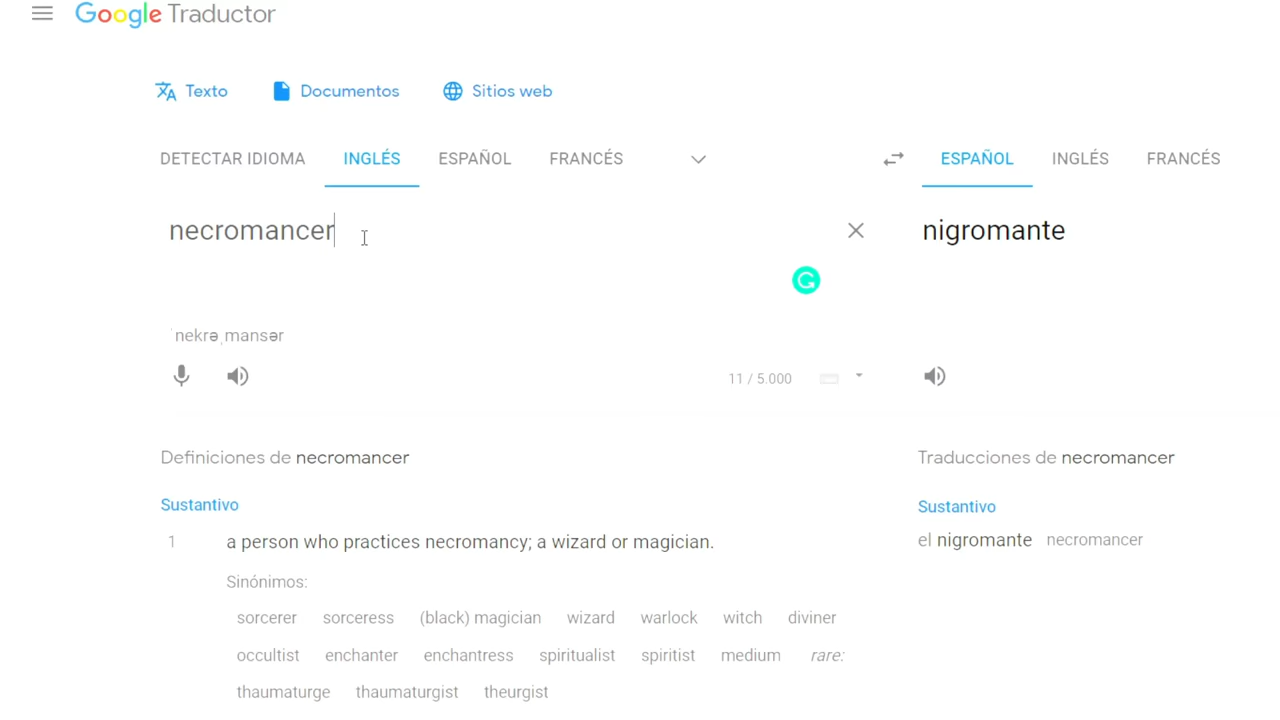 Google Traductor
Texto Documentos Sitios web
DETECTAR IDIOMA INGLÉS ESPAÑOL FRANCÉS ESPAÑOL INGLÉS FRANCÉS
necromancer nigromante
ˈnekrəˌmansər
11 / 5.000
Definiciones de necromancer
Sustantivo
1 a person who practices necromancy; a wizard or magician.
Sinónimos:
sorcerer sorceress (black) magician wizard warlock witch diviner
occultist enchanter enchantress spiritualist spiritist medium rare:
thaumaturge thaumaturgist theurgist
Traducciones de necromancer
Sustantivo
el nigromante necromancer